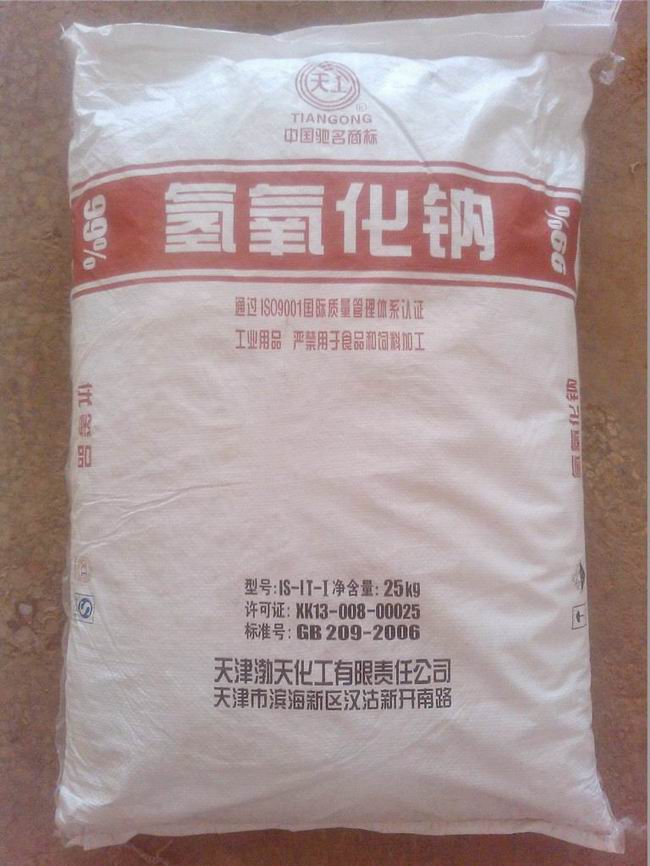 天工
®
TIANGONG
中国驰名商标
99%
氢氧化钠
99%
通过ISO9001国际质量管理体系认证
工业用品 严禁用于食品和饲料加工
优等品
型号:IS-IT-I 净含量:25kg
许可证:XK13-008-00025
标准号:GB 209-2006
天津渤天化工有限责任公司
天津市滨海新区汉沽新开南路